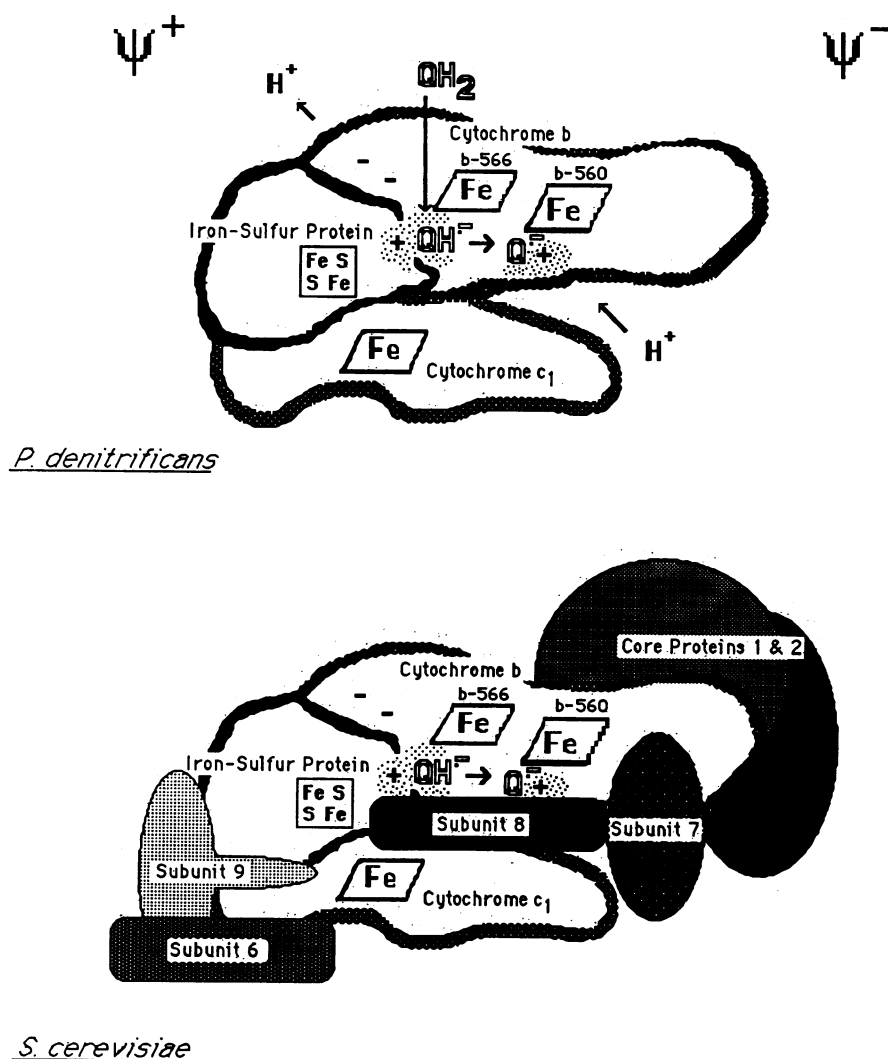 Ψ+
Ψ−
H+
QH2
Cytochrome b
b-566
b-560
Fe
Fe
Iron-Sulfur Protein
+ QH•− → Q•− +
Fe S
S Fe
Fe
Cytochrome c1
H+
P. denitrificans
Core Proteins 1 & 2
Cytochrome b
b-566
b-560
Fe
Fe
Iron-Sulfur Protein
+ QH•− → Q•− +
Fe S
S Fe
Subunit 8
Subunit 7
Subunit 9
Fe
Cytochrome c1
Subunit 6
S. cerevisiae